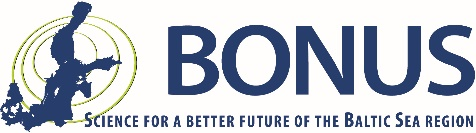 BONUS
SCIENCE FOR A BETTER FUTURE OF THE BALTIC SEA REGION